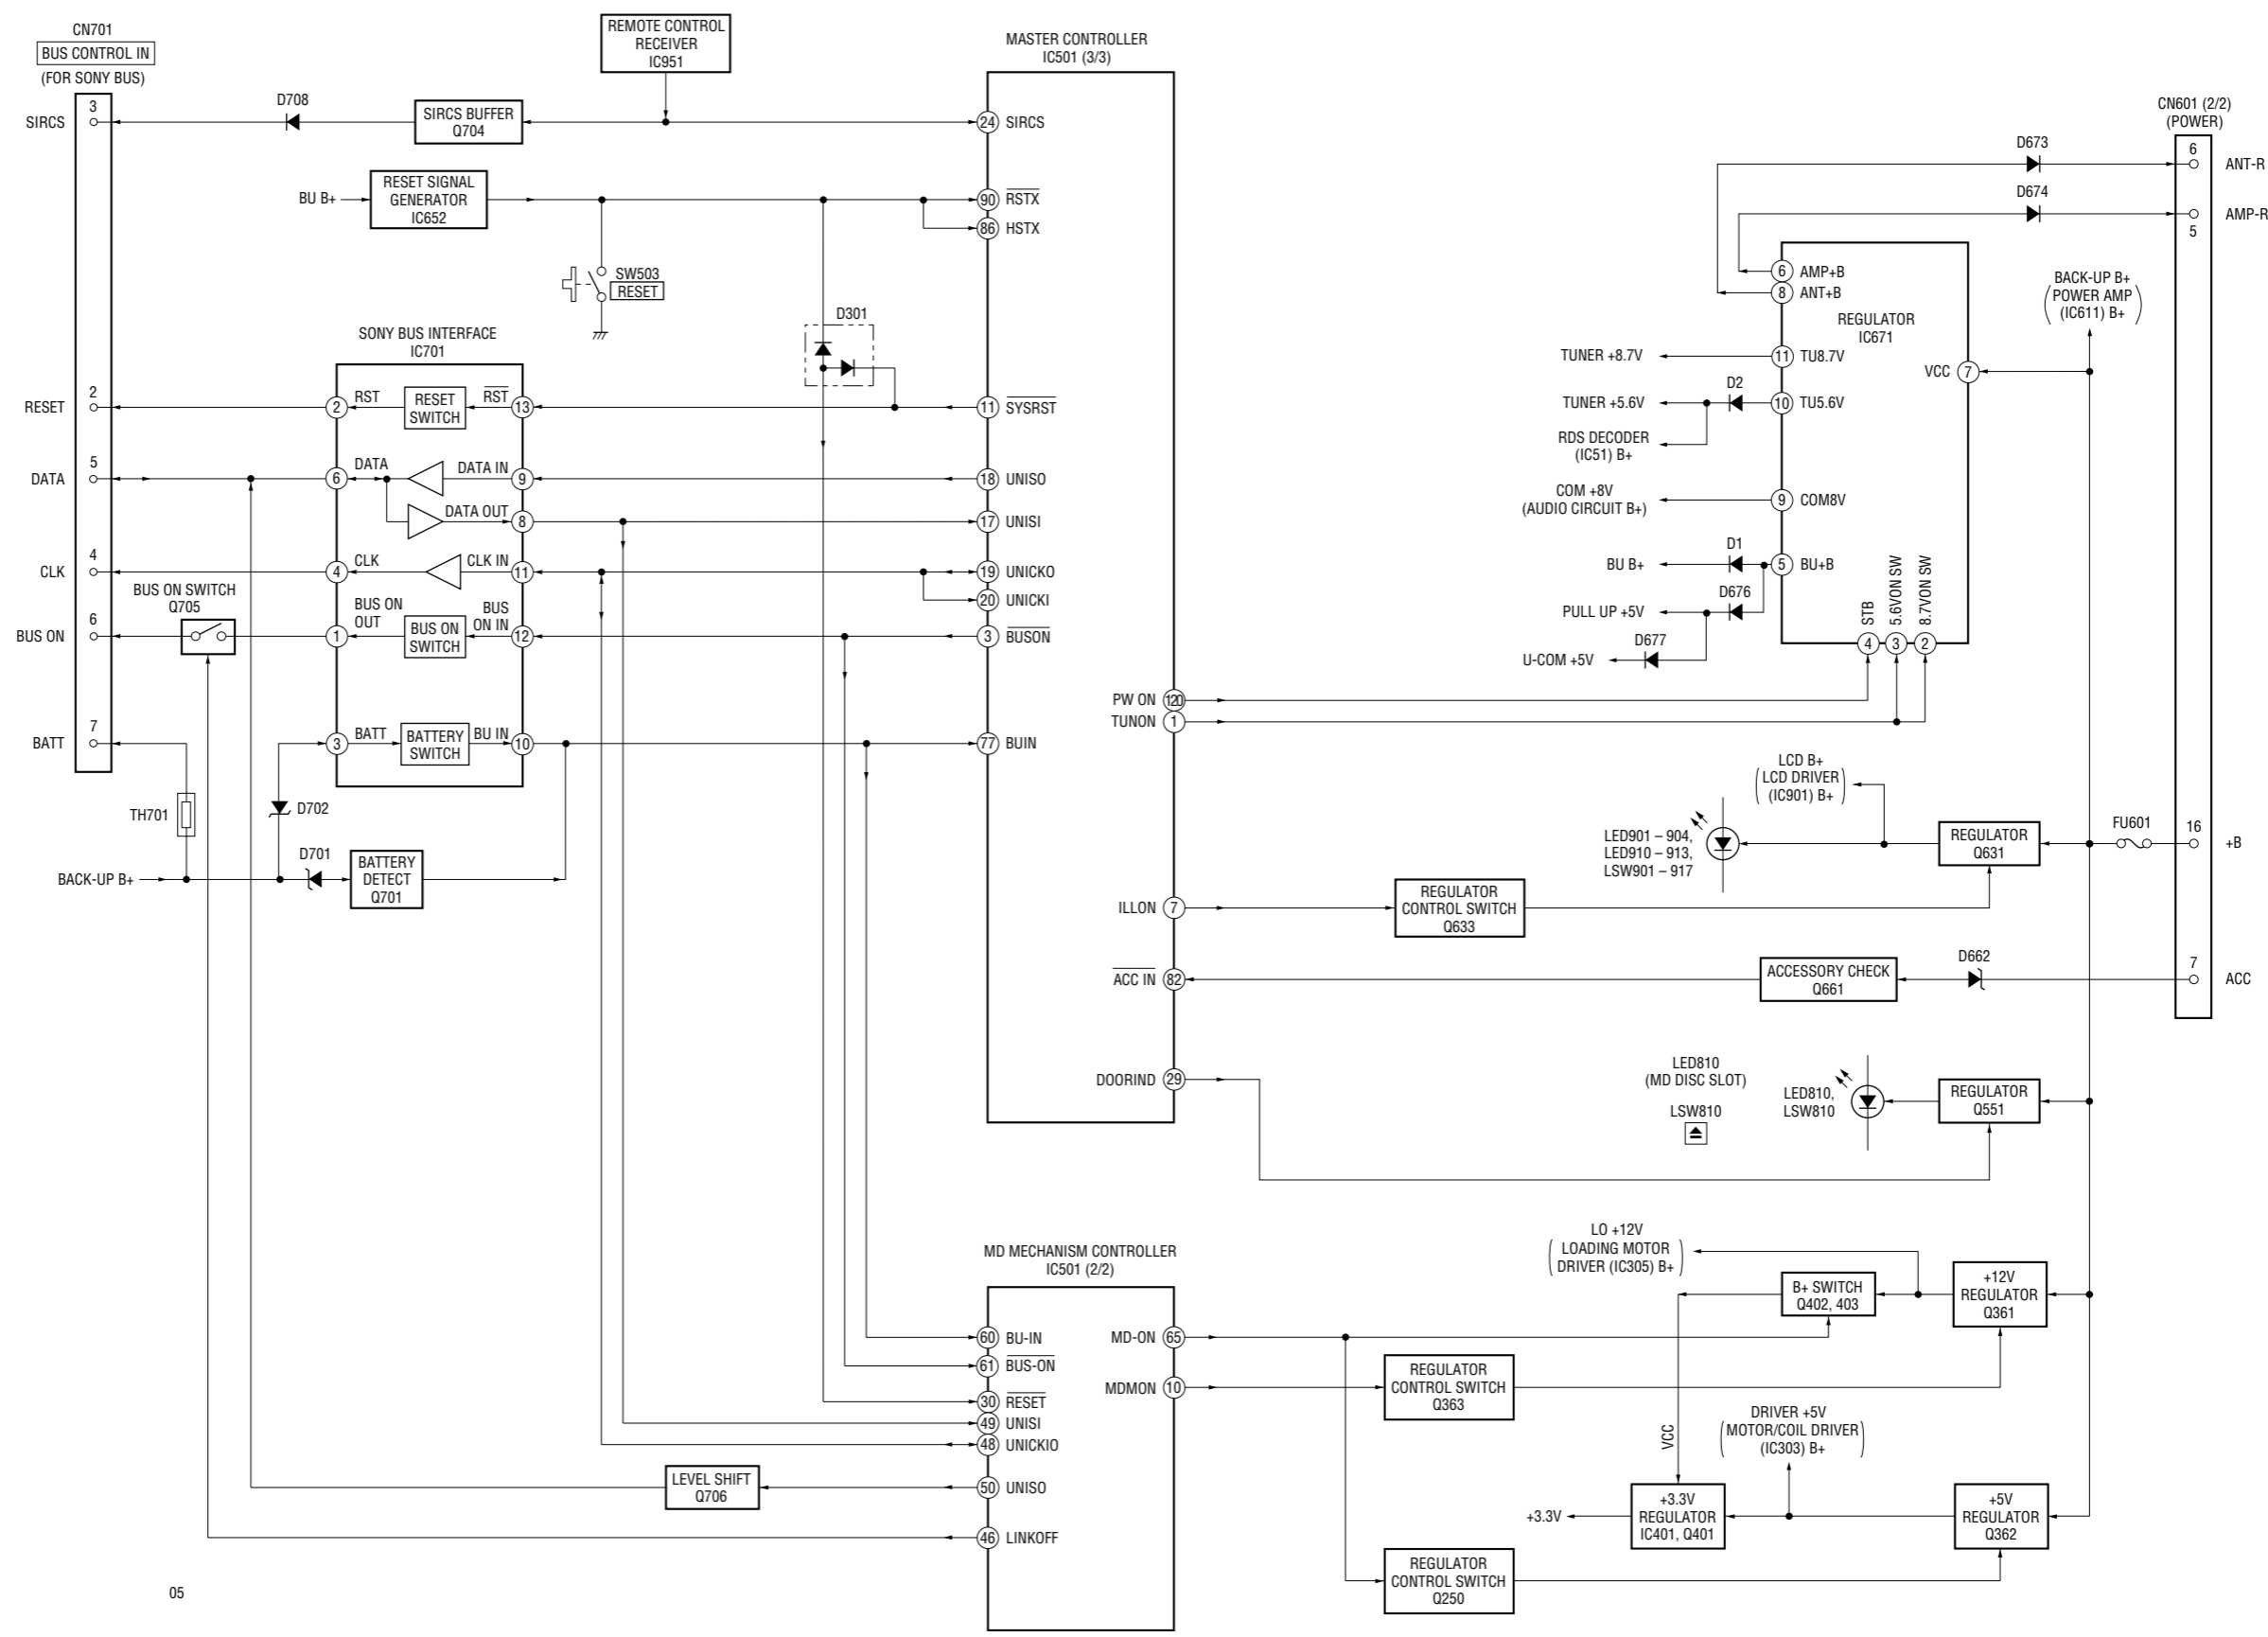 CN701
BUS CONTROL IN
(FOR SONY BUS)
3
SIRCS
D708
SIRCS BUFFER
Q704
REMOTE CONTROL
RECEIVER
IC951
MASTER CONTROLLER
IC501 (3/3)
24 SIRCS
BU B+
RESET SIGNAL
GENERATOR
IC652
90 RSTX
86 HSTX
SW503
RESET
D301
SONY BUS INTERFACE
IC701
2
RESET
2 RST
RESET
SWITCH
RST 13
11 SYSRST
5
DATA
6 DATA
DATA IN 9
18 UNISO
DATA OUT 8
17 UNISI
4
CLK
4 CLK
CLK IN 11
19 UNICKO
20 UNICKI
BUS ON SWITCH
Q705
6
BUS ON
BUS ON
OUT
1
BUS ON
SWITCH
BUS
ON IN
12
3 BUSON
7
BATT
3 BATT
BATTERY
SWITCH
BU IN 10
77 BUIN
TH701
D702
D701
BACK-UP B+
BATTERY
DETECT
Q701
PW ON 120
TUNON 1
ILLON 7
ACC IN 82
DOORIND 29
CN601 (2/2)
(POWER)
D673
6
ANT-R
D674
5
AMP-R
BACK-UP B+
POWER AMP
(IC611) B+
REGULATOR
IC671
6 AMP+B
8 ANT+B
11 TU8.7V
10 TU5.6V
9 COM8V
5 BU+B
VCC 7
STB
5.6VON SW
8.7VON SW
4 3 2
TUNER +8.7V
D2
TUNER +5.6V
RDS DECODER
(IC51) B+
COM +8V
(AUDIO CIRCUIT B+)
D1
BU B+
D676
PULL UP +5V
D677
U-COM +5V
LCD B+
LCD DRIVER
(IC901) B+
LED901 – 904,
LED910 – 913,
LSW901 – 917
REGULATOR
Q631
FU601
16
+B
REGULATOR
CONTROL SWITCH
Q633
ACCESSORY CHECK
Q661
D662
7
ACC
LED810
(MD DISC SLOT)
LSW810
LED810,
LSW810
REGULATOR
Q551
MD MECHANISM CONTROLLER
IC501 (2/2)
60 BU-IN
61 BUS-ON
30 RESET
49 UNISI
48 UNICKIO
50 UNISO
46 LINKOFF
MD-ON 65
MDMON 10
LEVEL SHIFT
Q706
LO +12V
LOADING MOTOR
DRIVER (IC305) B+
B+ SWITCH
Q402, 403
+12V
REGULATOR
Q361
REGULATOR
CONTROL SWITCH
Q363
VCC
DRIVER +5V
MOTOR/COIL DRIVER
(IC303) B+
+3.3V
+3.3V
REGULATOR
IC401, Q401
+5V
REGULATOR
Q362
REGULATOR
CONTROL SWITCH
Q250
05